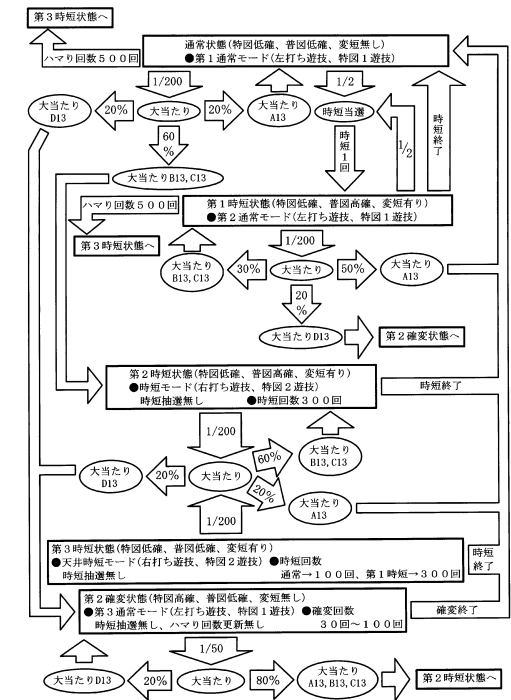 第３時短状態へ
通常状態(特図低確、普図低確、変短無し)
●第１通常モード(左打ち遊技、特図１遊技)
ハマり回数５００回
1/200
1/2
大当たり
D13
20%
大当たり
20%
大当たり
A13
時短当選
60
%
時短１回
1/2
時短終了
大当たりB13,C13
ハマり回数５００回
第１時短状態(特図低確、普図高確、変短有り)
●第２通常モード(左打ち遊技、特図１遊技)
第３時短状態へ
1/200
大当たり
B13,C13
30%
大当たり
50%
大当たり
A13
20
%
大当たりD13
第２確変状態へ
第２時短状態(特図低確、普図高確、変短有り)
●時短モード(右打ち遊技、特図２遊技)
時短抽選無し ●時短回数３００回
時短終了
1/200
大当たり
D13
20%
大当たり
60%
大当たり
B13,C13
20%
大当たり
A13
1/200
第３時短状態(特図低確、普図低確、変短有り)
●天井時短モード(右打ち遊技、特図２遊技) ●時短回数
時短抽選無し 通常→１００回、第１時短→３００回
時短
終了
第２確変状態(特図高確、普図低確、変短無し)
●第３通常モード(左打ち遊技、特図１遊技) ●確変回数
時短抽選無し、ハマり回数更新無し ３０回～１００回
確変終了
1/50
大当たりD13
20%
大当たり
80%
大当たり
A13,B13,C13
第２時短状態へ